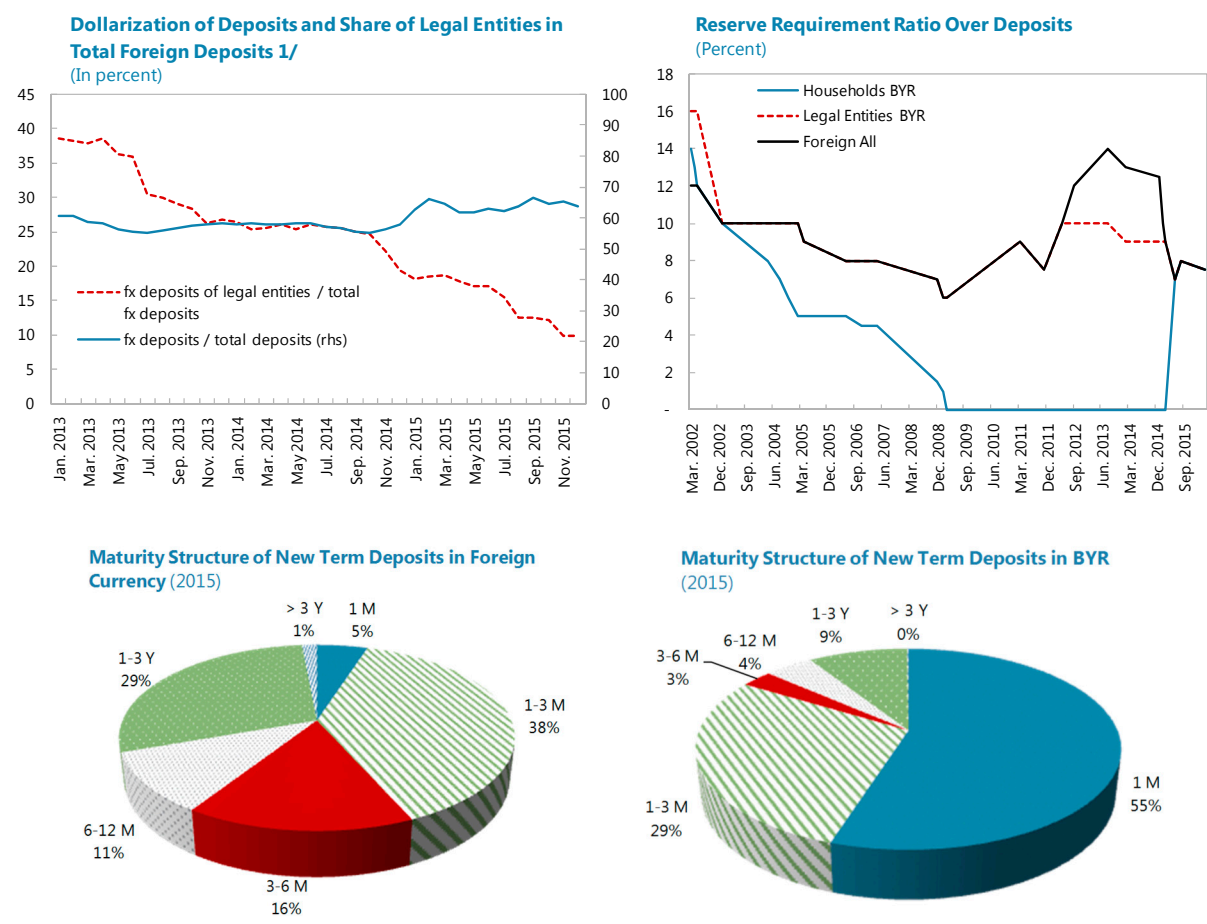 Dollarization of Deposits and Share of Legal Entities in
Total Foreign Deposits 1/
(In percent)
45
40
35
30
25
20
15
10
5
0
100
90
80
70
60
50
40
30
20
10
0
fx deposits of legal entities / total
fx deposits
fx deposits / total deposits (rhs)
Jan. 2013
Mar. 2013
May 2013
Jul. 2013
Sep. 2013
Nov. 2013
Jan. 2014
Mar. 2014
May 2014
Jul. 2014
Sep. 2014
Nov. 2014
Jan. 2015
Mar. 2015
May 2015
Jul. 2015
Sep. 2015
Nov. 2015
Reserve Requirement Ratio Over Deposits
(Percent)
18
16
14
12
10
8
6
4
2
-
Households BYR
Legal Entities BYR
Foreign All
Mar. 2002
Dec. 2002
Sep. 2003
Jun. 2004
Mar. 2005
Dec. 2005
Sep. 2006
Jun. 2007
Mar. 2008
Dec. 2008
Sep. 2009
Jun. 2010
Mar. 2011
Dec. 2011
Sep. 2012
Jun. 2013
Mar. 2014
Dec. 2014
Sep. 2015
Maturity Structure of New Term Deposits in Foreign
Currency (2015)
> 3 Y
1%
1 M
5%
1-3 Y
29%
1-3 M
38%
6-12 M
11%
3-6 M
16%
Maturity Structure of New Term Deposits in BYR
(2015)
1-3 Y
9%
> 3 Y
0%
6-12 M
4%
3-6 M
3%
1 M
55%
1-3 M
29%